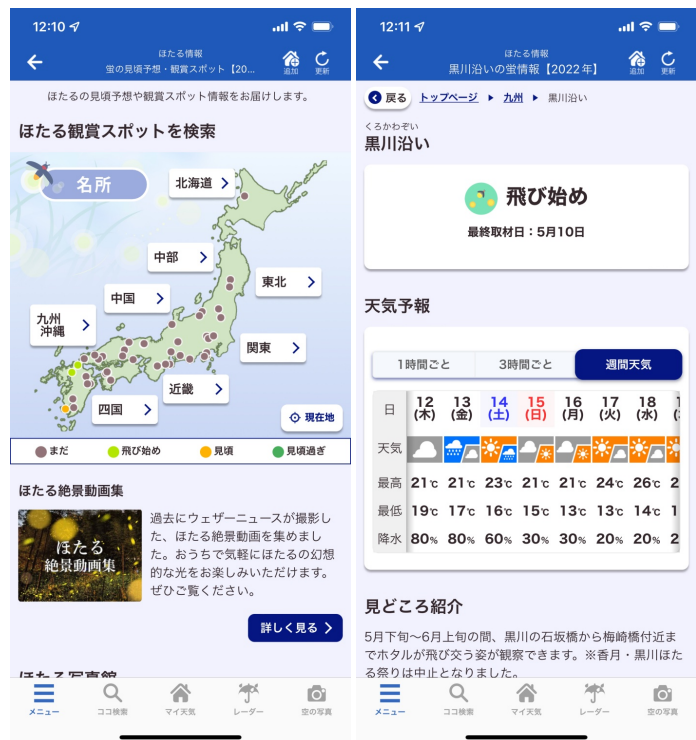 12:10
ほたる情報
蛍の見頃予想・観賞スポット【20...
追加
更新
ほたるの見頃予想や観賞スポット情報をお届けします。
ほたる観賞スポットを検索
名所
北海道
中部
東北
中国
九州
沖縄
関東
近畿
四国
現在地
まだ
飛び始め
見頃
見頃過ぎ
ほたる絶景動画集
ほたる
絶景動画集
過去にウェザーニュースが撮影し
た、ほたる絶景動画を集めまし
た。おうちで気軽にほたるの幻想
的な光をお楽しみいただけます。
ぜひご覧ください。
詳しく見る
ほたる写真館
メニュー
ココ検索
マイ天気
レーダー
空の写真
12:11
ほたる情報
黒川沿いの蛍情報【2022年】
追加
更新
戻る トップページ ▶ 九州 ▶ 黒川沿い
くろかわぞい
黒川沿い
飛び始め
最終取材日：5月10日
天気予報
1時間ごと 3時間ごと 週間天気
日 12 13 14 15 16 17 18
(木) (金) (土) (日) (月) (火) (水)
天気
最高 21℃ 21℃ 23℃ 21℃ 21℃ 24℃ 26℃ 2
最低 19℃ 17℃ 16℃ 15℃ 13℃ 13℃ 14℃ 1
降水 80% 80% 60% 30% 30% 20% 20% 2
見どころ紹介
5月下旬〜6月上旬の間、黒川の石坂橋から梅崎橋付近ま
でホタルが飛び交う姿が観察できます。※香月・黒川ほた
る祭りは中止となりました。
メニュー
ココ検索
マイ天気
レーダー
空の写真